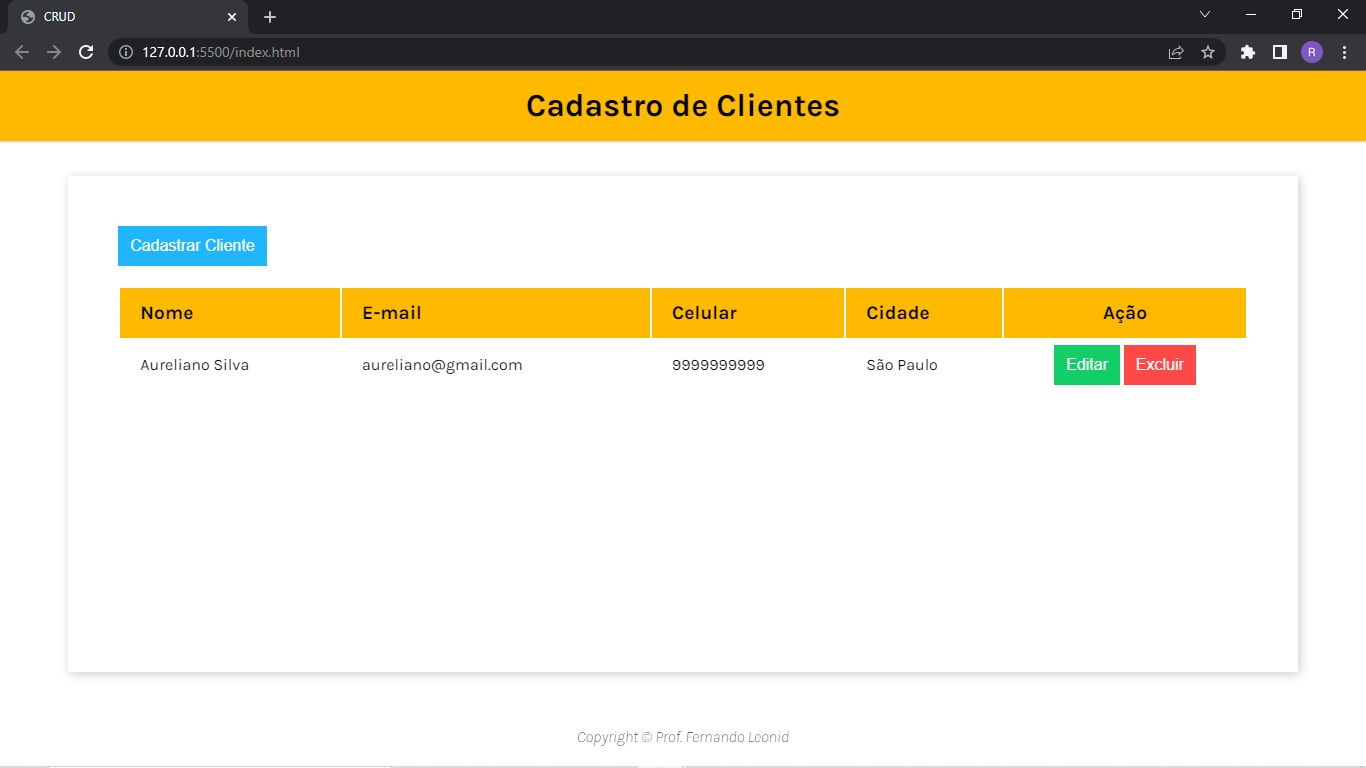 CRUD
127.0.0.1:5500/index.html
R
Cadastro de Clientes
Cadastrar Cliente
Nome E-mail Celular Cidade Ação
Aureliano Silva aureliano@gmail.com 9999999999 São Paulo Editar Excluir
Copyright © Prof. Fernando Leonid